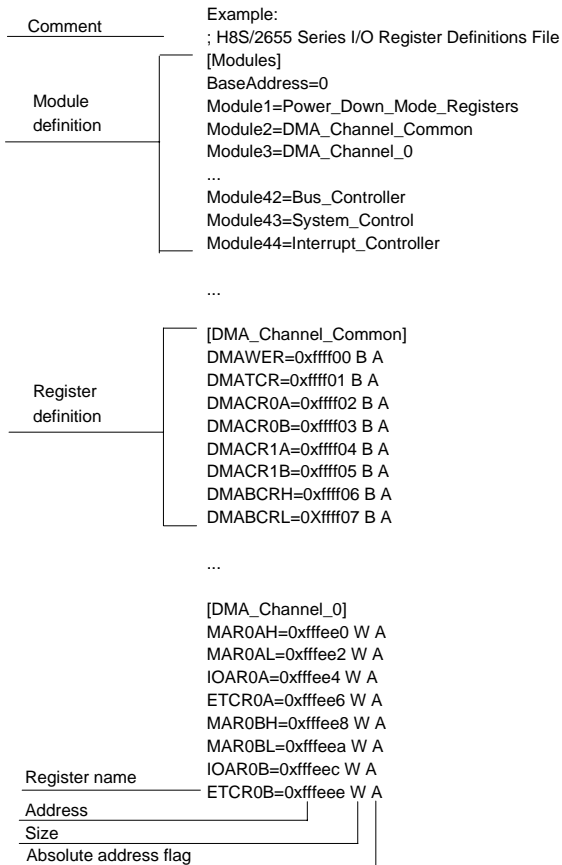 Example:
Comment
; H8S/2655 Series I/O Register Definitions File
[Modules]
BaseAddress=0
Module
definition
Module1=Power_Down_Mode_Registers
Module2=DMA_Channel_Common
Module3=DMA_Channel_0
...
Module42=Bus_Controller
Module43=System_Control
Module44=Interrupt_Controller
...
[DMA_Channel_Common]
DMAWER=0xffff00 B A
DMATCR=0xffff01 B A
Register
definition
DMACR0A=0xffff02 B A
DMACR0B=0xffff03 B A
DMACR1A=0xffff04 B A
DMACR1B=0xffff05 B A
DMABCRH=0xffff06 B A
DMABCRL=0Xffff07 B A
...
[DMA_Channel_0]
MAR0AH=0xfffee0 W A
MAR0AL=0xfffee2 W A
IOAR0A=0xfffee4 W A
ETCR0A=0xfffee6 W A
MAR0BH=0xfffee8 W A
MAR0BL=0xfffeea W A
IOAR0B=0xfffeec W A
Register name
ETCR0B=0xfffeee W A
Address
Size
Absolute address flag